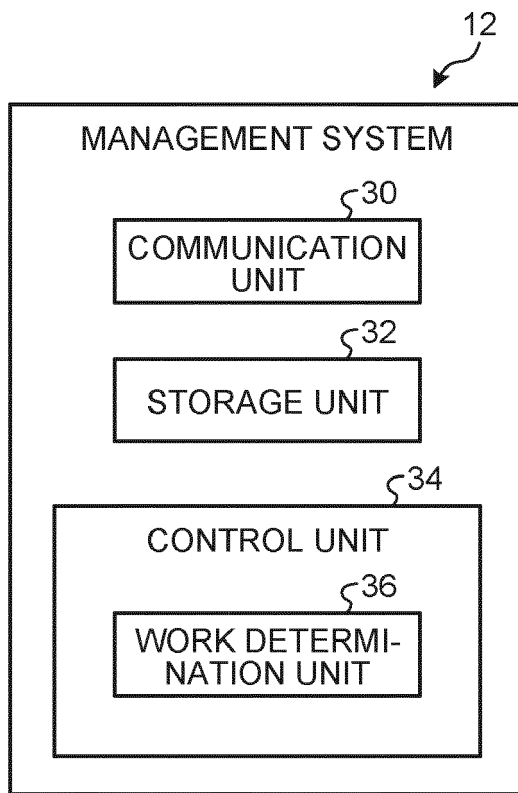 12
MANAGEMENT SYSTEM
30
COMMUNICATION
UNIT
32
STORAGE UNIT
34
CONTROL UNIT
36
WORK DETERMI-
NATION UNIT